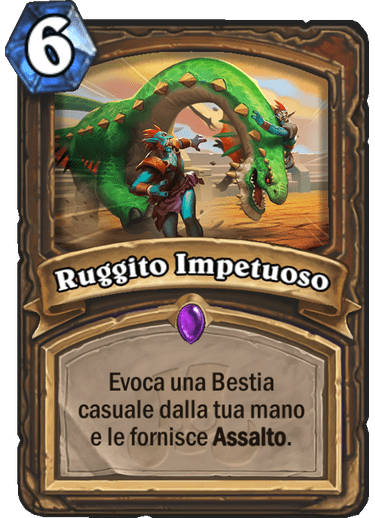 6
Ruggito Impetuoso
Evoca una Bestia
casuale dalla tua mano
e le fornisce Assalto.